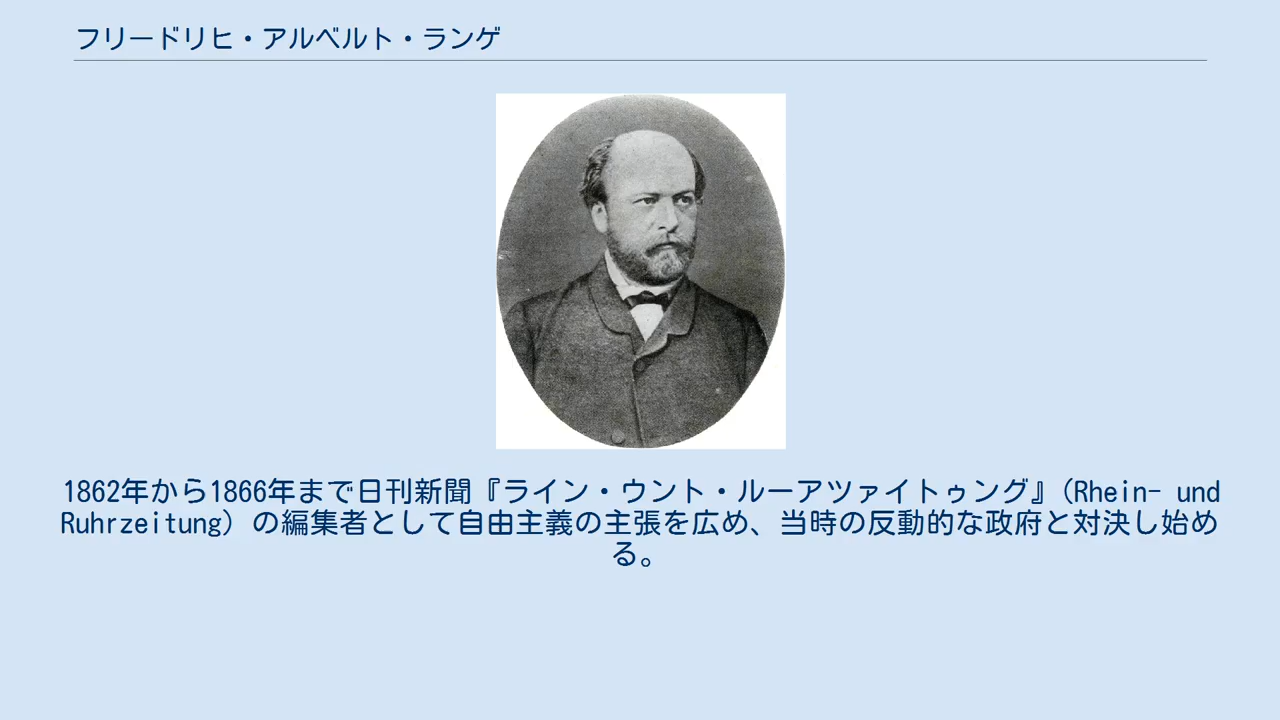 フリードリヒ・アルベルト・ランゲ
1862年から1866年まで日刊新聞『ライン・ウント・ルーアツァイトゥング』(Rhein- und
Ruhrzeitung) の編集者として自由主義の主張を広め、当時の反動的な政府と対決し始め
る。